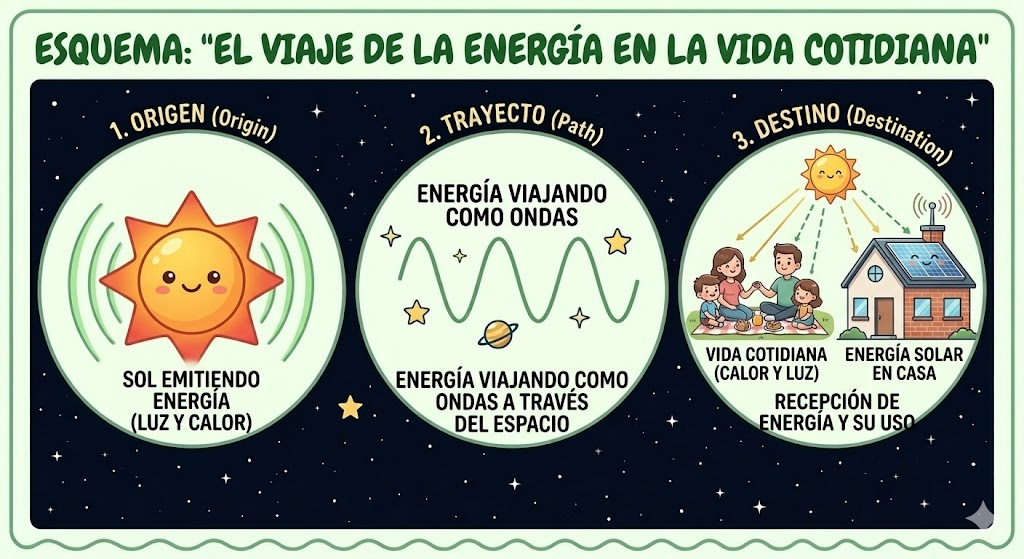 ESQUEMA: "EL VIAJE DE LA ENERGÍA EN LA VIDA COTIDIANA"
1. ORIGEN (Origin)
SOL EMITIENDO
ENERGÍA
(LUZ Y CALOR)
2. TRAYECTO (Path)
ENERGÍA VIAJANDO
COMO ONDAS
ENERGÍA VIAJANDO COMO
ONDAS A TRAVÉS
DEL ESPACIO
3. DESTINO (Destination)
VIDA COTIDIANA
(CALOR Y LUZ)
ENERGÍA SOLAR
EN CASA
RECEPCIÓN DE
ENERGÍA Y SU USO